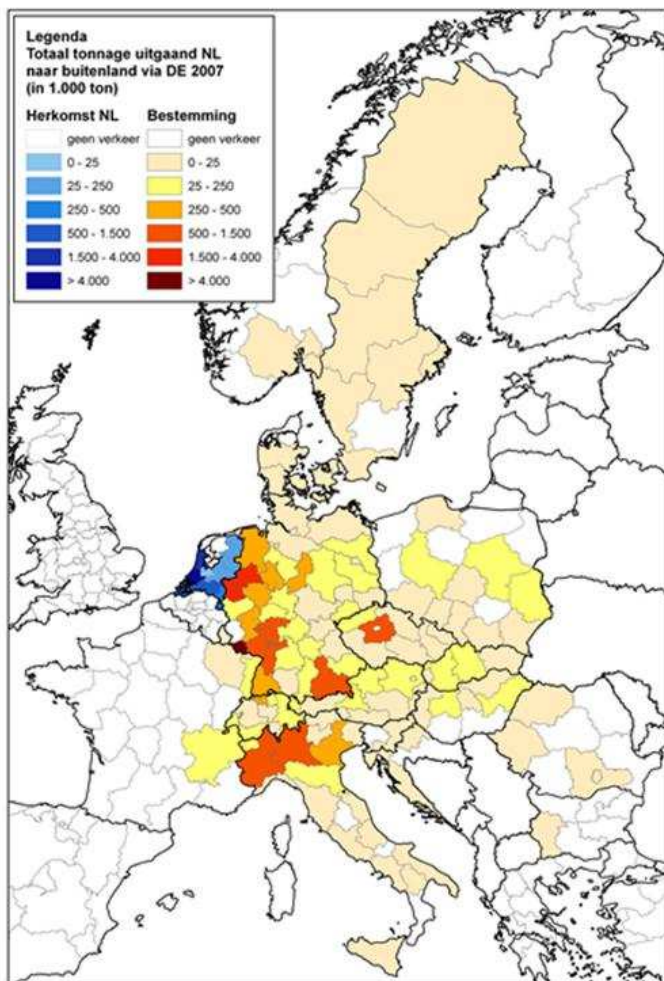 Legenda
Totaal tonnage uitgaand NL
naar buitenland via DE 2007
(in 1.000 ton)
Herkomst NL Bestemming
geen verkeer geen verkeer
0 - 25 0 - 25
25 - 250 25 - 250
250 - 500 250 - 500
500 - 1.500 500 - 1.500
1.500 - 4.000 1.500 - 4.000
> 4.000 > 4.000